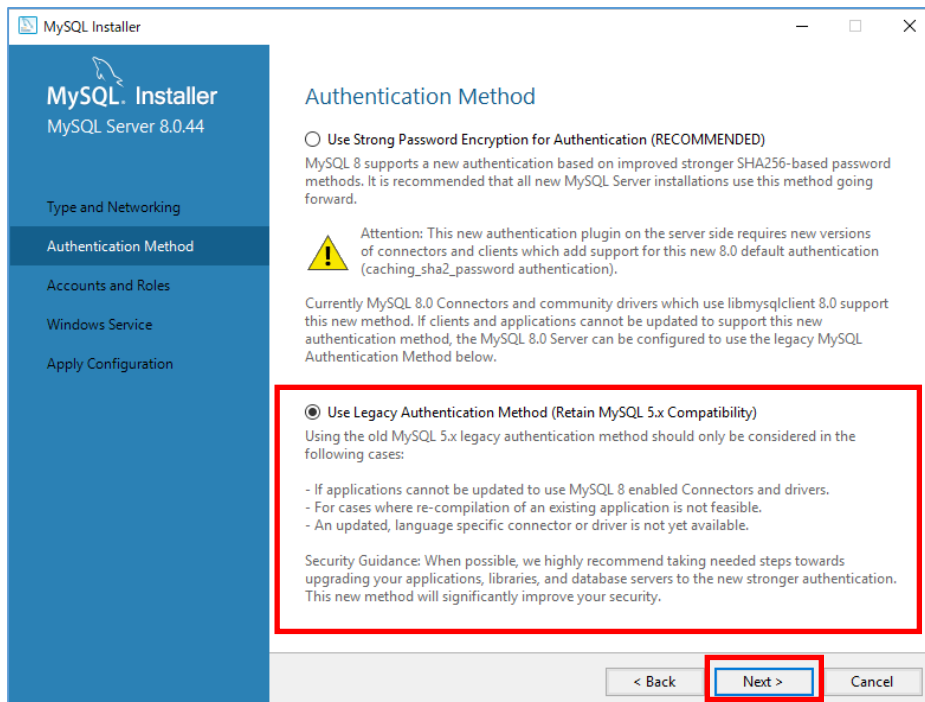 MySQL Installer
MySQL. Installer
MySQL Server 8.0.44
Type and Networking
Authentication Method
Accounts and Roles
Windows Service
Apply Configuration
Authentication Method
Use Strong Password Encryption for Authentication (RECOMMENDED)
MySQL 8 supports a new authentication based on improved stronger SHA256-based password
methods. It is recommended that all new MySQL Server installations use this method going
forward.
Attention: This new authentication plugin on the server side requires new versions
of connectors and clients which add support for this new 8.0 default authentication
(caching_sha2_password authentication).
Currently MySQL 8.0 Connectors and community drivers which use libmysqlclient 8.0 support
this new method. If clients and applications cannot be updated to support this new
authentication method, the MySQL 8.0 Server can be configured to use the legacy MySQL
Authentication Method below.
Use Legacy Authentication Method (Retain MySQL 5.x Compatibility)
Using the old MySQL 5.x legacy authentication method should only be considered in the
following cases:
- If applications cannot be updated to use MySQL 8 enabled Connectors and drivers.
- For cases where re-compilation of an existing application is not feasible.
- An updated, language specific connector or driver is not yet available.
Security Guidance: When possible, we highly recommend taking needed steps towards
upgrading your applications, libraries, and database servers to the new stronger authentication.
This new method will significantly improve your security.
< Back
Next >
Cancel